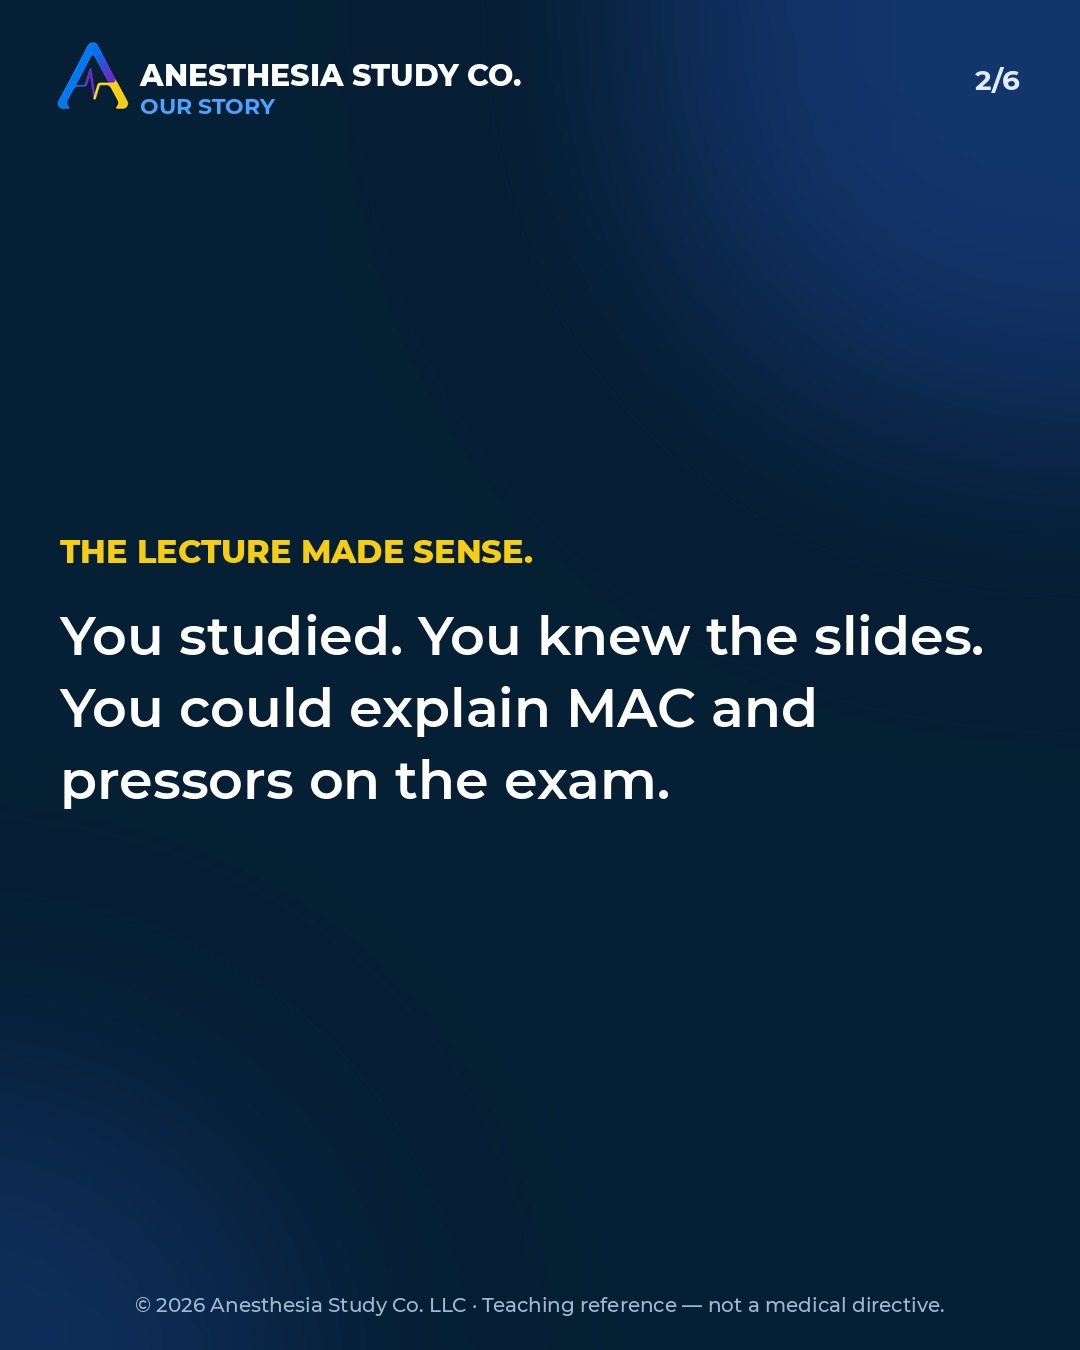 ANESTHESIA STUDY CO.
OUR STORY
2/6
THE LECTURE MADE SENSE.
You studied. You knew the slides.
You could explain MAC and
pressors on the exam.
© 2026 Anesthesia Study Co. LLC · Teaching reference — not a medical directive.